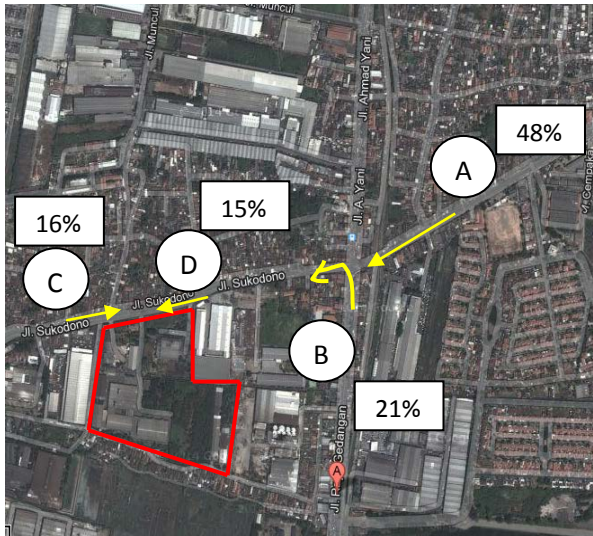 Jl. Muncul
Jl. Muncul
Jl. Ahmad Yani
48%
A
Jl. A. Yani
15%
16%
D
C
Jl. Sukodono
Jl. Sukodono
Jl. Sukodono
B
21%
Gedangan
A